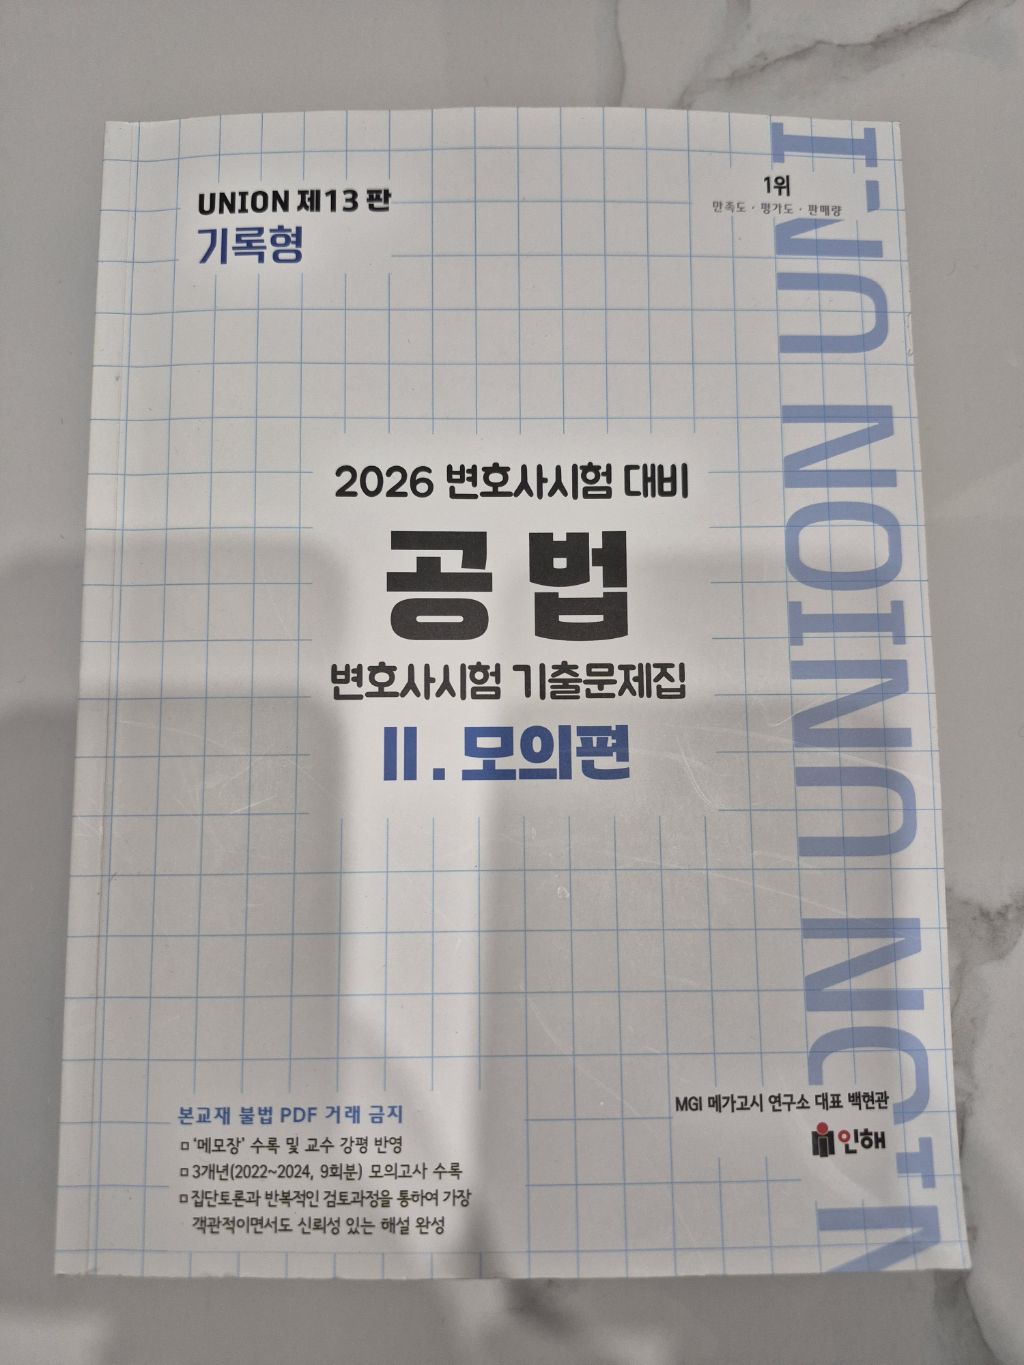 UNION 제13판
기록형
1위
만족도 · 평가도 · 판매량
2026 변호사시험 대비
공법
변호사시험 기출문제집
II. 모의편
본교재 불법 PDF 거래 금지
□ '메모장' 수록 및 교수 강평 반영
□ 3개년(2022~2024, 9회분) 모의고사 수록
□ 집단토론과 반복적인 검토과정을 통하여 가장
객관적이면서도 신뢰성 있는 해설 완성
MGI 메가고시 연구소 대표 백현관
인해